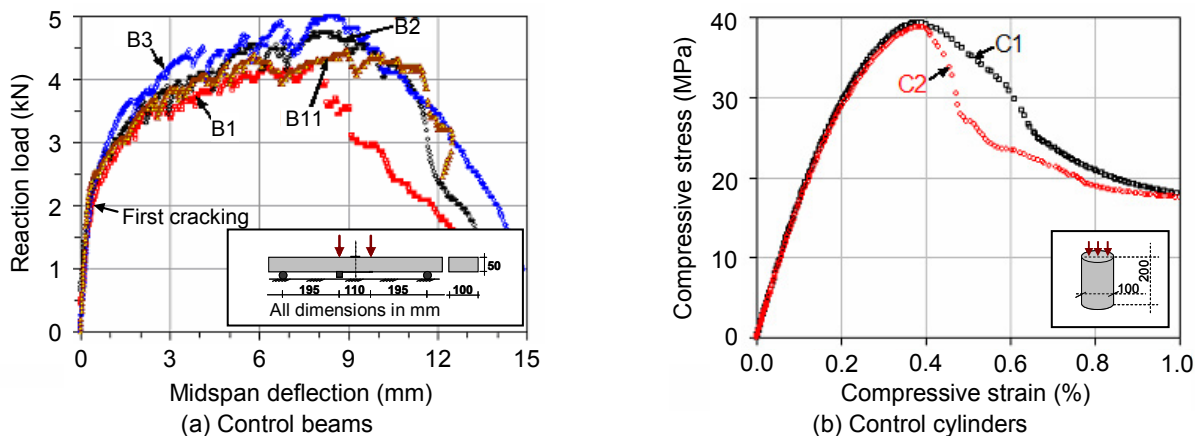 Reaction load (kN)
5
4
3
2
1
0
B3
B2
B1
B11
First cracking
50
195
110
195
100
All dimensions in mm
0
3
6
9
12
15
Midspan deflection (mm)
(a) Control beams
Compressive stress (MPa)
40
30
20
10
0
C1
C2
200
100
0.0
0.2
0.4
0.6
0.8
1.0
Compressive strain (%)
(b) Control cylinders